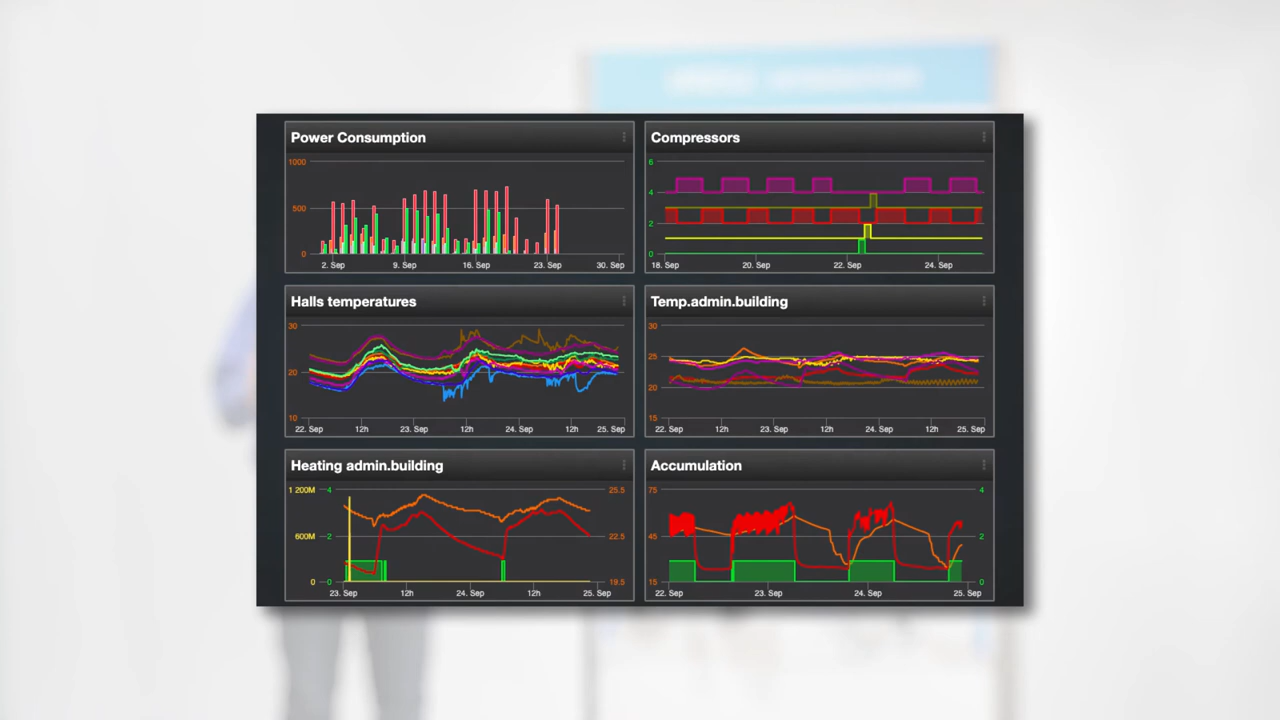 Power Consumption
1000
500
0
2. Sep 9. Sep 16. Sep 23. Sep 30. Sep
Compressors
6
4
2
0
18. Sep 20. Sep 22. Sep 24. Sep
Halls temperatures
30
20
10
22. Sep 12h 23. Sep 12h 24. Sep 12h 25. Sep
Temp.admin.building
30
25
20
15
22. Sep 12h 23. Sep 12h 24. Sep 12h 25. Sep
Heating admin.building
1 200M 4 25.5
600M 2 22.5
0 0 19.5
23. Sep 12h 24. Sep 12h 25. Sep
Accumulation
75 4
45 2
15 0
22. Sep 23. Sep 24. Sep 25. Sep